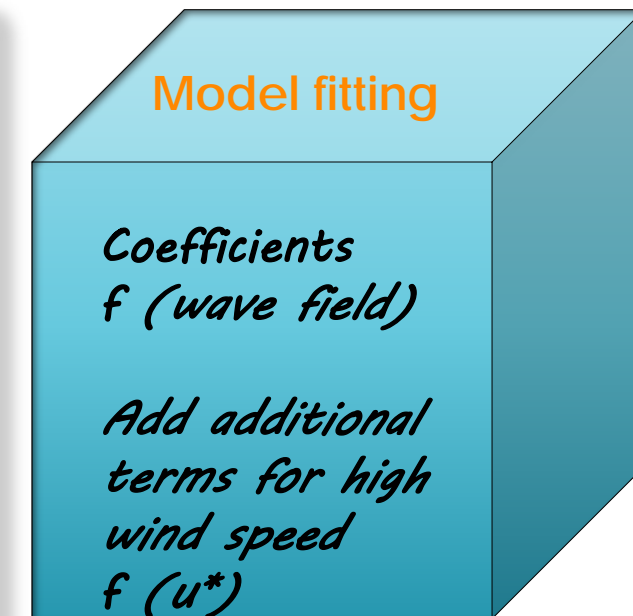 Model fitting
Coefficients
f (wave field)
Add additional
terms for high
wind speed
f (u*)